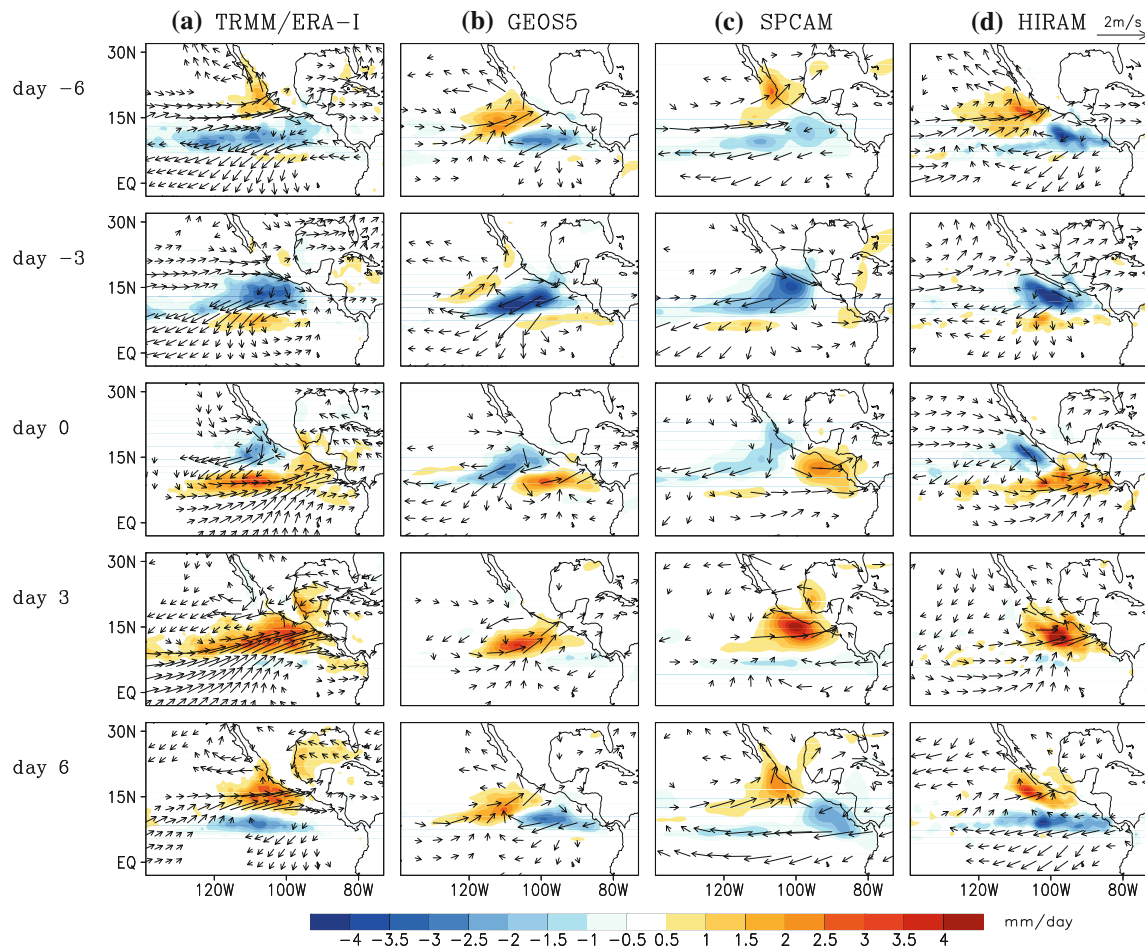 (a) TRMM/ERA-I (b) GEOS5 (c) SPCAM (d) HIRAM 2m/s
day -6
30N
15N
EQ
day -3
30N
15N
EQ
day 0
30N
15N
EQ
day 3
30N
15N
EQ
day 6
30N
15N
EQ
120W 100W 80W 120W 100W 80W 120W 100W 80W 120W 100W 80W
mm/day
-4 -3.5 -3 -2.5 -2 -1.5 -1 -0.5 0.5 1 1.5 2 2.5 3 3.5 4